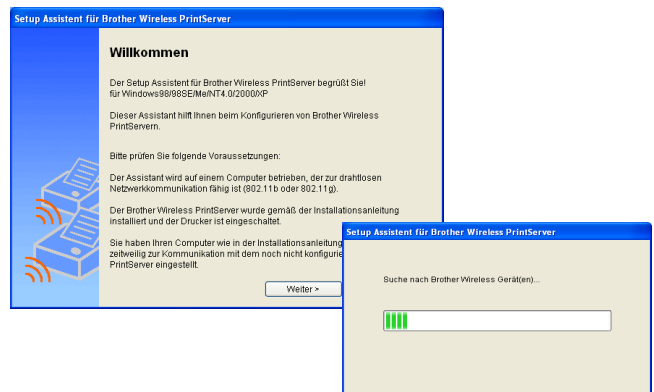 Setup Assistent für Brother Wireless PrintServer
Willkommen
Der Setup Assistent für Brother Wireless PrintServer begrüßt Sie!
für Windows98/98SE/Me/NT4.0/2000/XP
Dieser Assistant hilft Ihnen beim Konfigurieren von Brother Wireless
PrintServern.
Bitte prüfen Sie folgende Voraussetzungen:
Der Assistant wird auf einem Computer betrieben, der zur drahtlosen
Netzwerkkommunikation fähig ist (802.11b oder 802.11g).
Der Brother Wireless PrintServer wurde gemäß der Installationsanleitung
installiert und der Drucker ist eingeschaltet.
Sie haben Ihren Computer wie in der Installationsanleitung
zeitweilig zur Kommunikation mit dem noch nicht konfigurie
PrintServer eingestellt.
Weiter >
Setup Assistent für Brother Wireless PrintServer
Suche nach Brother Wireless Gerät(en)...